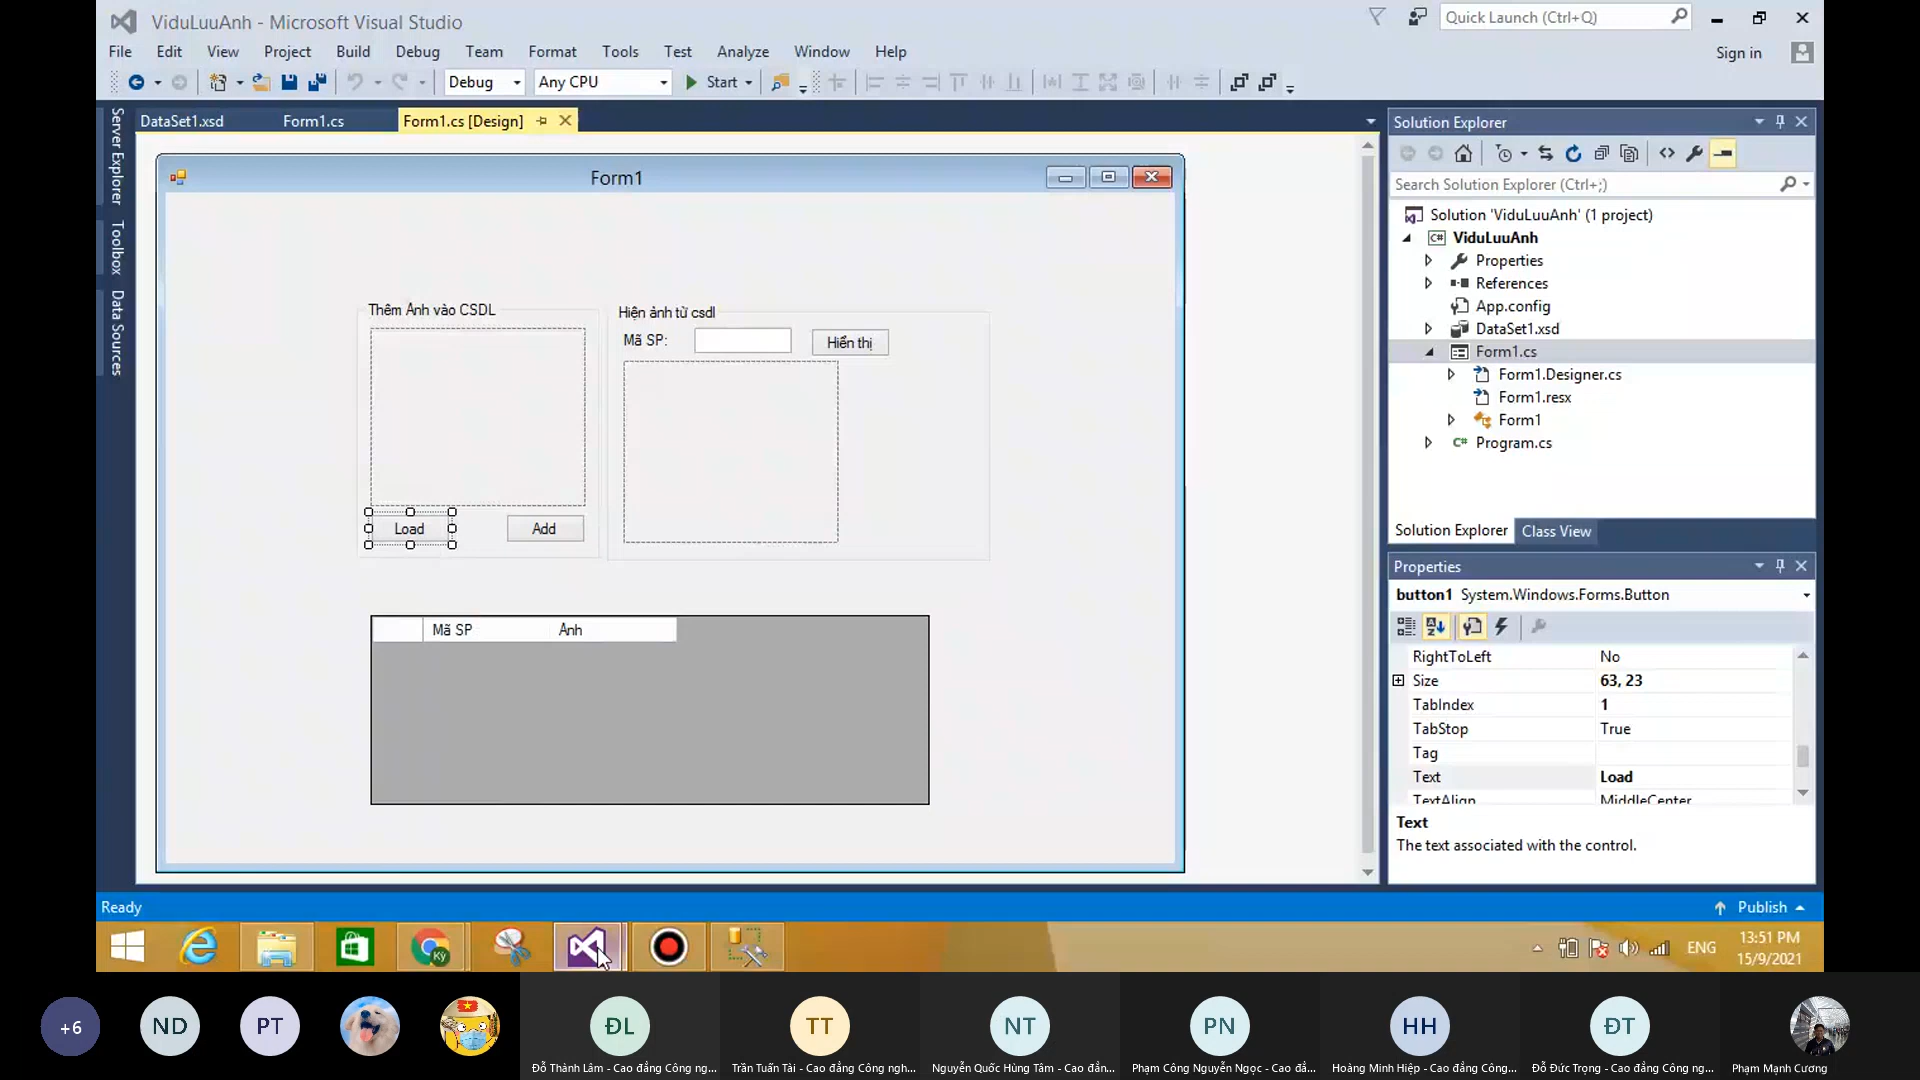 ViduLuuAnh - Microsoft Visual Studio
Quick Launch (Ctrl+Q)
File Edit View Project Build Debug Team Format Tools Test Analyze Window Help
Sign in
Debug Any CPU Start
DataSet1.xsd Form1.cs Form1.cs [Design]
Server Explorer
Toolbox
Data Sources
Form1
Thêm Ảnh vào CSDL
Load
Add
Hiện ảnh từ csdl
Mã SP:
Hiển thị
Mã SP Ảnh
Solution Explorer
Search Solution Explorer (Ctrl+;)
Solution 'ViduLuuAnh' (1 project)
C# ViduLuuAnh
Properties
References
App.config
DataSet1.xsd
Form1.cs
Form1.Designer.cs
Form1.resx
Form1
C# Program.cs
Solution Explorer Class View
Properties
button1 System.Windows.Forms.Button
RightToLeft No
Size 63, 23
TabIndex 1
TabStop True
Tag
Text Load
TextAlign MiddleCenter
Text
The text associated with the control.
Ready
Publish
Kỳ
ENG
13:51 PM
15/9/2021
+6 ND PT ĐL TT NT PN HH ĐT
Đỗ Thành Lâm - Cao đẳng Công ng... Trần Tuấn Tài - Cao đẳng Công ngh... Nguyễn Quốc Hùng Tâm - Cao đẳn... Phạm Công Nguyễn Ngọc - Cao đẳ... Hoàng Minh Hiệp - Cao đẳng Công... Đỗ Đức Trọng - Cao đẳng Công ng... Phạm Mạnh Cương